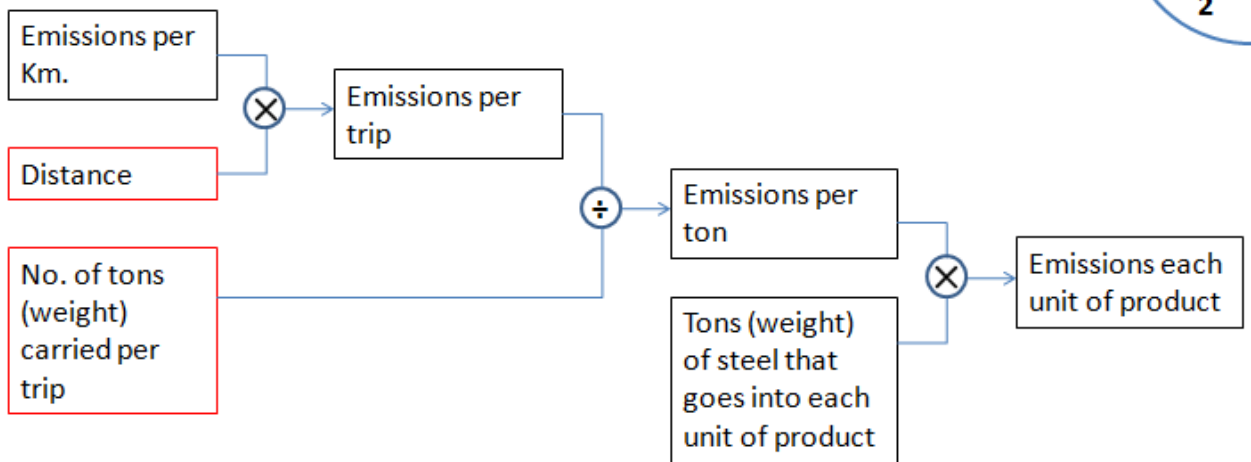 2
Emissions per
Km.
×
Emissions per
trip
Distance
÷
Emissions per
ton
No. of tons
(weight)
carried per
trip
×
Emissions each
unit of product
Tons (weight)
of steel that
goes into each
unit of product